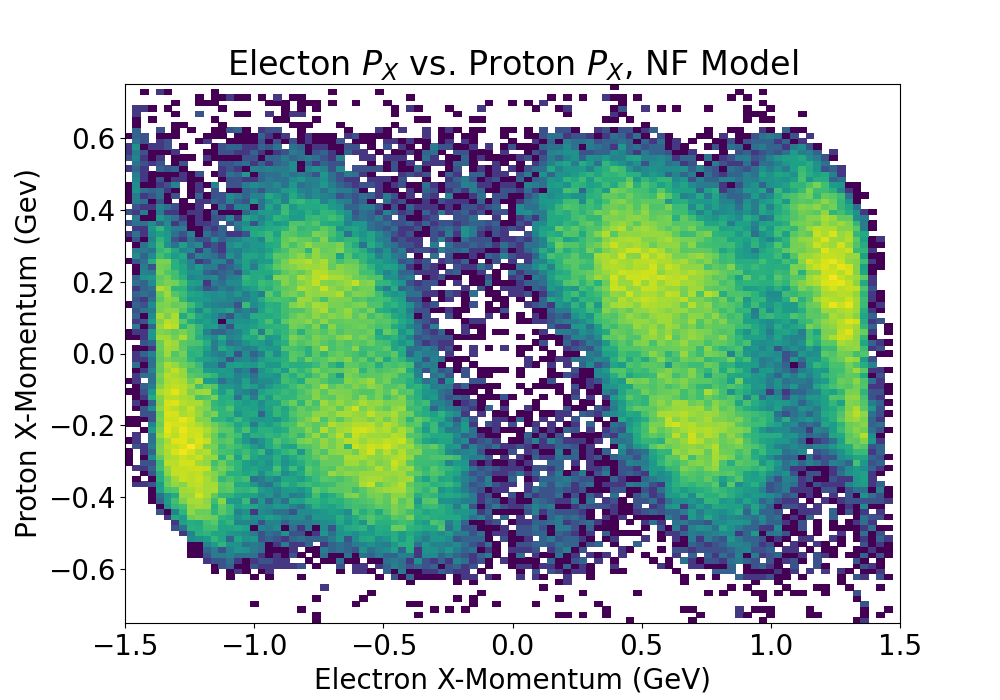 Electon P_X vs. Proton P_X, NF Model
Proton X-Momentum (Gev)
0.6
0.4
0.2
0.0
−0.2
−0.4
−0.6
−1.5 −1.0 −0.5 0.0 0.5 1.0 1.5
Electron X-Momentum (GeV)